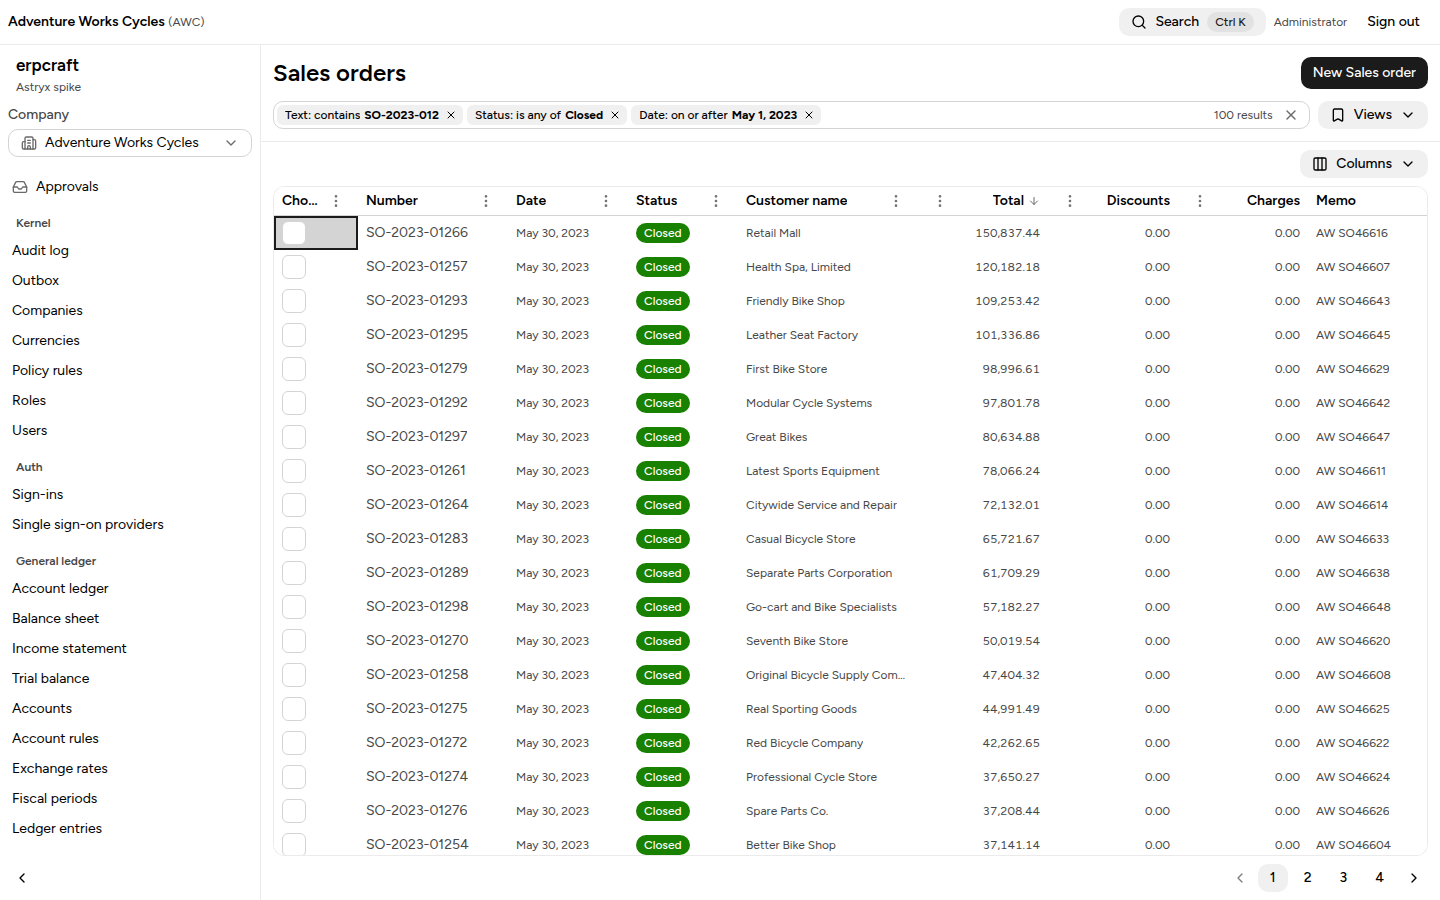 Adventure Works Cycles (AWC)
Search Ctrl K Administrator Sign out
erpcraft
Astryx spike
Company
Adventure Works Cycles
Approvals
Kernel
Audit log
Outbox
Companies
Currencies
Policy rules
Roles
Users
Auth
Sign-ins
Single sign-on providers
General ledger
Account ledger
Balance sheet
Income statement
Trial balance
Accounts
Account rules
Exchange rates
Fiscal periods
Ledger entries
Sales orders
New Sales order
Text: contains SO-2023-012 Status: is any of Closed Date: on or after May 1, 2023 100 results Views
Columns
Cho... Number Date Status Customer name Total Discounts Charges Memo
SO-2023-01266 May 30, 2023 Closed Retail Mall 150,837.44 0.00 0.00 AW SO46616
SO-2023-01257 May 30, 2023 Closed Health Spa, Limited 120,182.18 0.00 0.00 AW SO46607
SO-2023-01293 May 30, 2023 Closed Friendly Bike Shop 109,253.42 0.00 0.00 AW SO46643
SO-2023-01295 May 30, 2023 Closed Leather Seat Factory 101,336.86 0.00 0.00 AW SO46645
SO-2023-01279 May 30, 2023 Closed First Bike Store 98,996.61 0.00 0.00 AW SO46629
SO-2023-01292 May 30, 2023 Closed Modular Cycle Systems 97,801.78 0.00 0.00 AW SO46642
SO-2023-01297 May 30, 2023 Closed Great Bikes 80,634.88 0.00 0.00 AW SO46647
SO-2023-01261 May 30, 2023 Closed Latest Sports Equipment 78,066.24 0.00 0.00 AW SO46611
SO-2023-01264 May 30, 2023 Closed Citywide Service and Repair 72,132.01 0.00 0.00 AW SO46614
SO-2023-01283 May 30, 2023 Closed Casual Bicycle Store 65,721.67 0.00 0.00 AW SO46633
SO-2023-01289 May 30, 2023 Closed Separate Parts Corporation 61,709.29 0.00 0.00 AW SO46638
SO-2023-01298 May 30, 2023 Closed Go-cart and Bike Specialists 57,182.27 0.00 0.00 AW SO46648
SO-2023-01270 May 30, 2023 Closed Seventh Bike Store 50,019.54 0.00 0.00 AW SO46620
SO-2023-01258 May 30, 2023 Closed Original Bicycle Supply Com... 47,404.32 0.00 0.00 AW SO46608
SO-2023-01275 May 30, 2023 Closed Real Sporting Goods 44,991.49 0.00 0.00 AW SO46625
SO-2023-01272 May 30, 2023 Closed Red Bicycle Company 42,262.65 0.00 0.00 AW SO46622
SO-2023-01274 May 30, 2023 Closed Professional Cycle Store 37,650.27 0.00 0.00 AW SO46624
SO-2023-01276 May 30, 2023 Closed Spare Parts Co. 37,208.44 0.00 0.00 AW SO46626
SO-2023-01254 May 30, 2023 Closed Better Bike Shop 37,141.14 0.00 0.00 AW SO46604
1 2 3 4